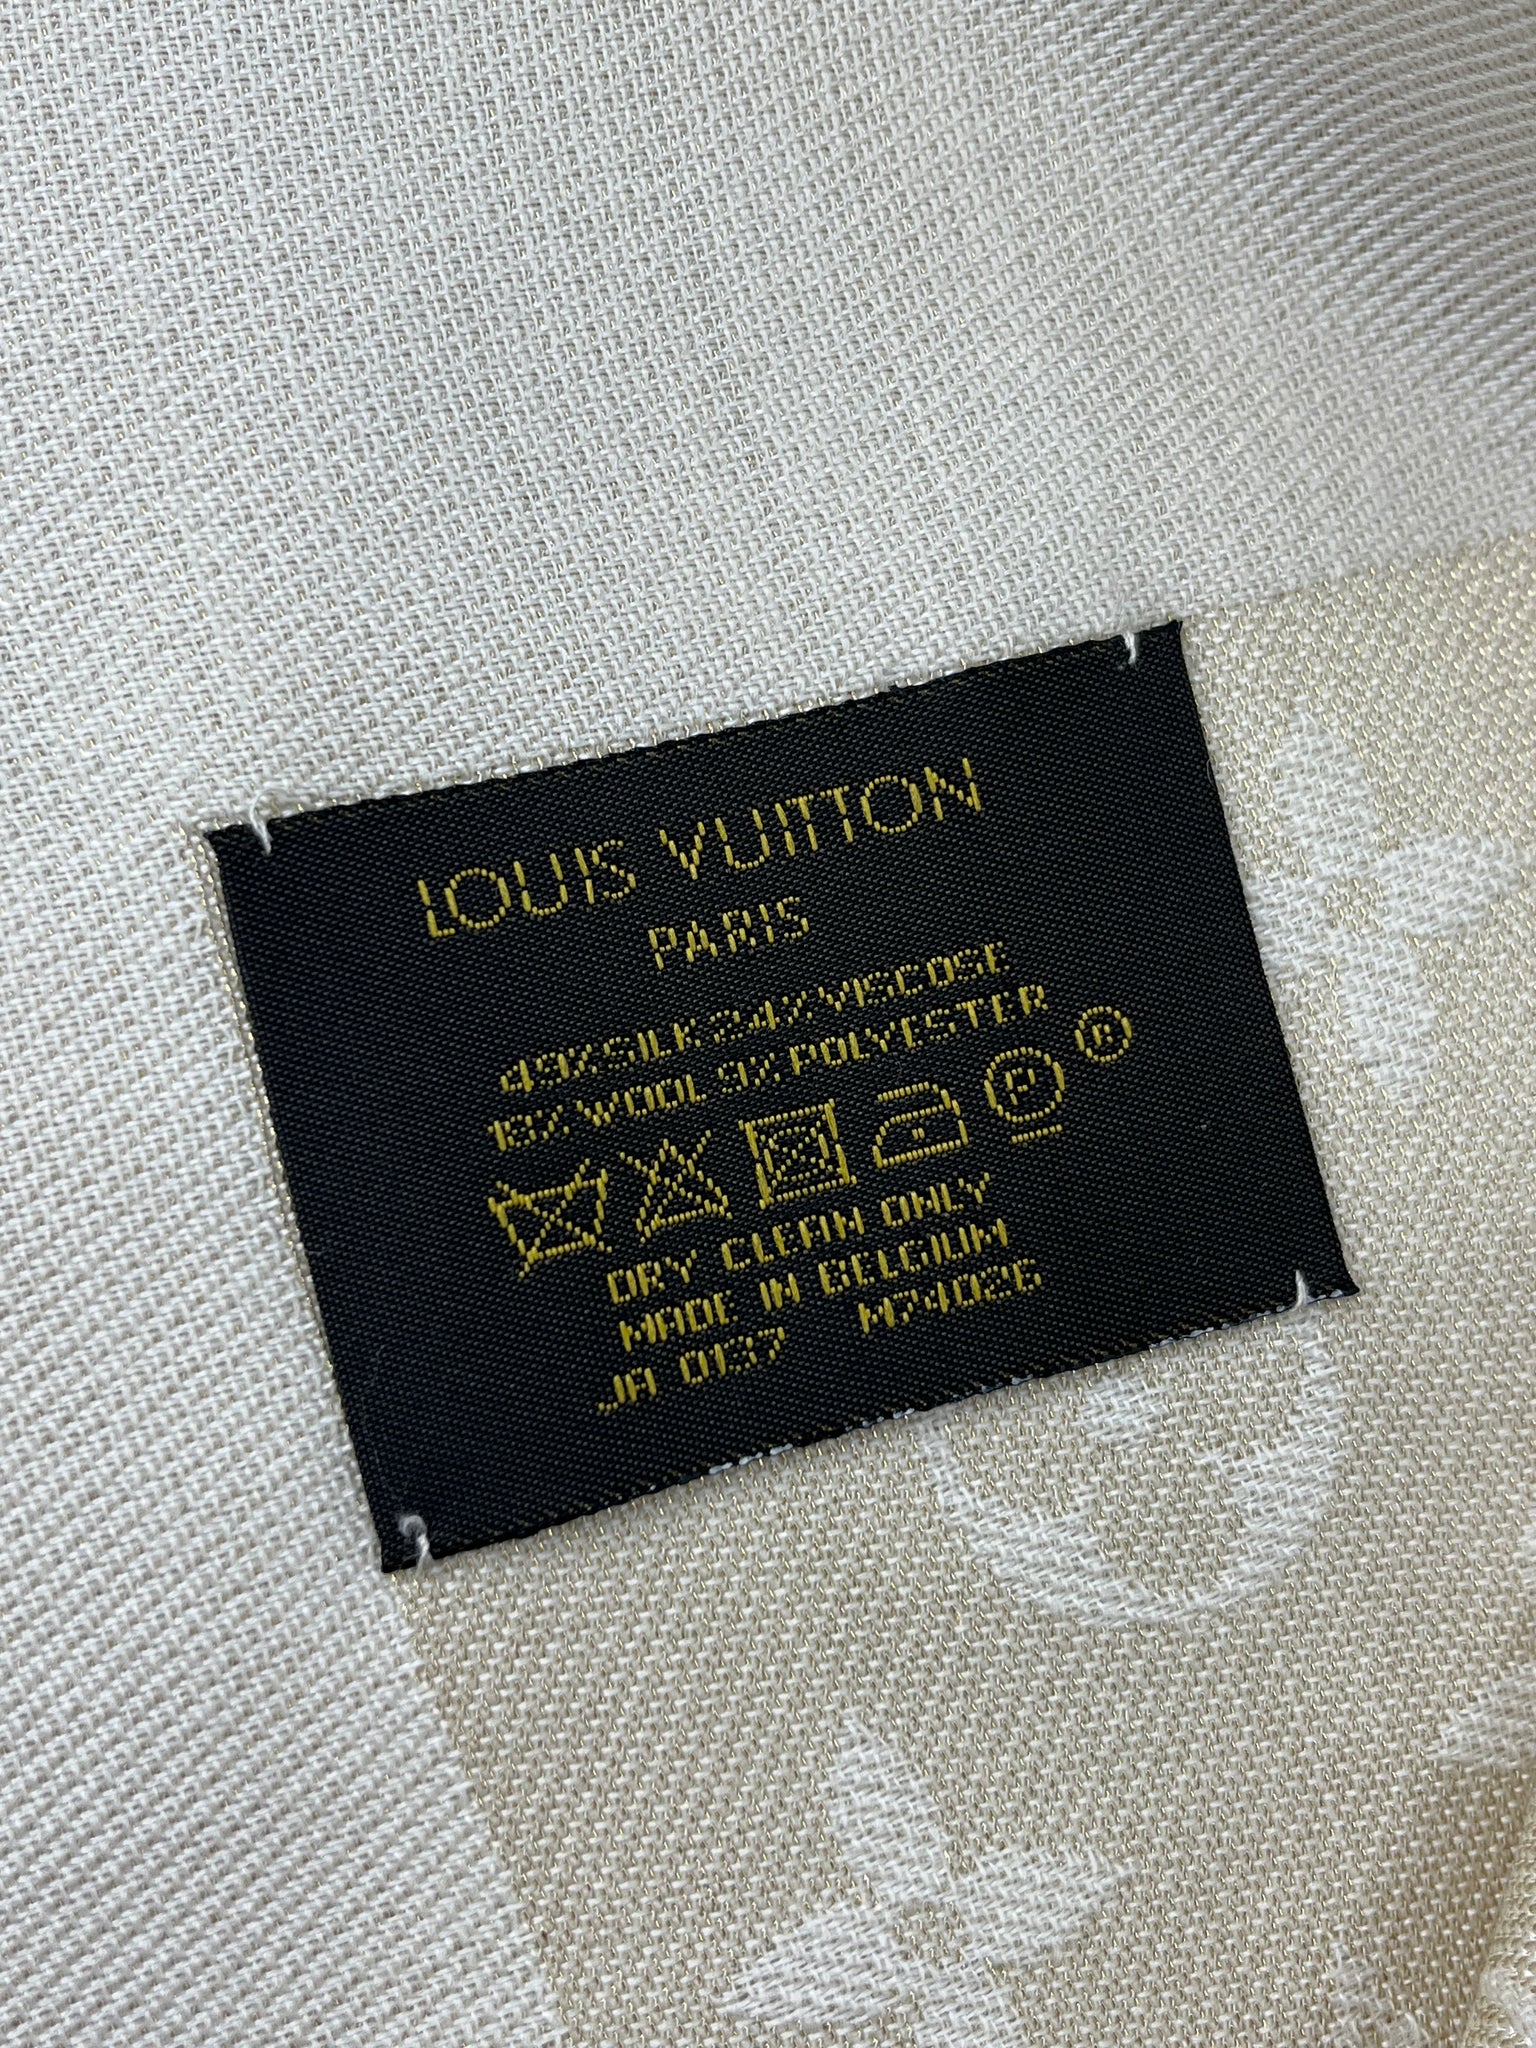 LOUIS VUITTON
PARIS
49% SILK 24% VISCOSE
18% WOOL 9% POLYESTER
P ®
DRY CLEAN ONLY
MADE IN BELGIUM
JA 0137 M74026